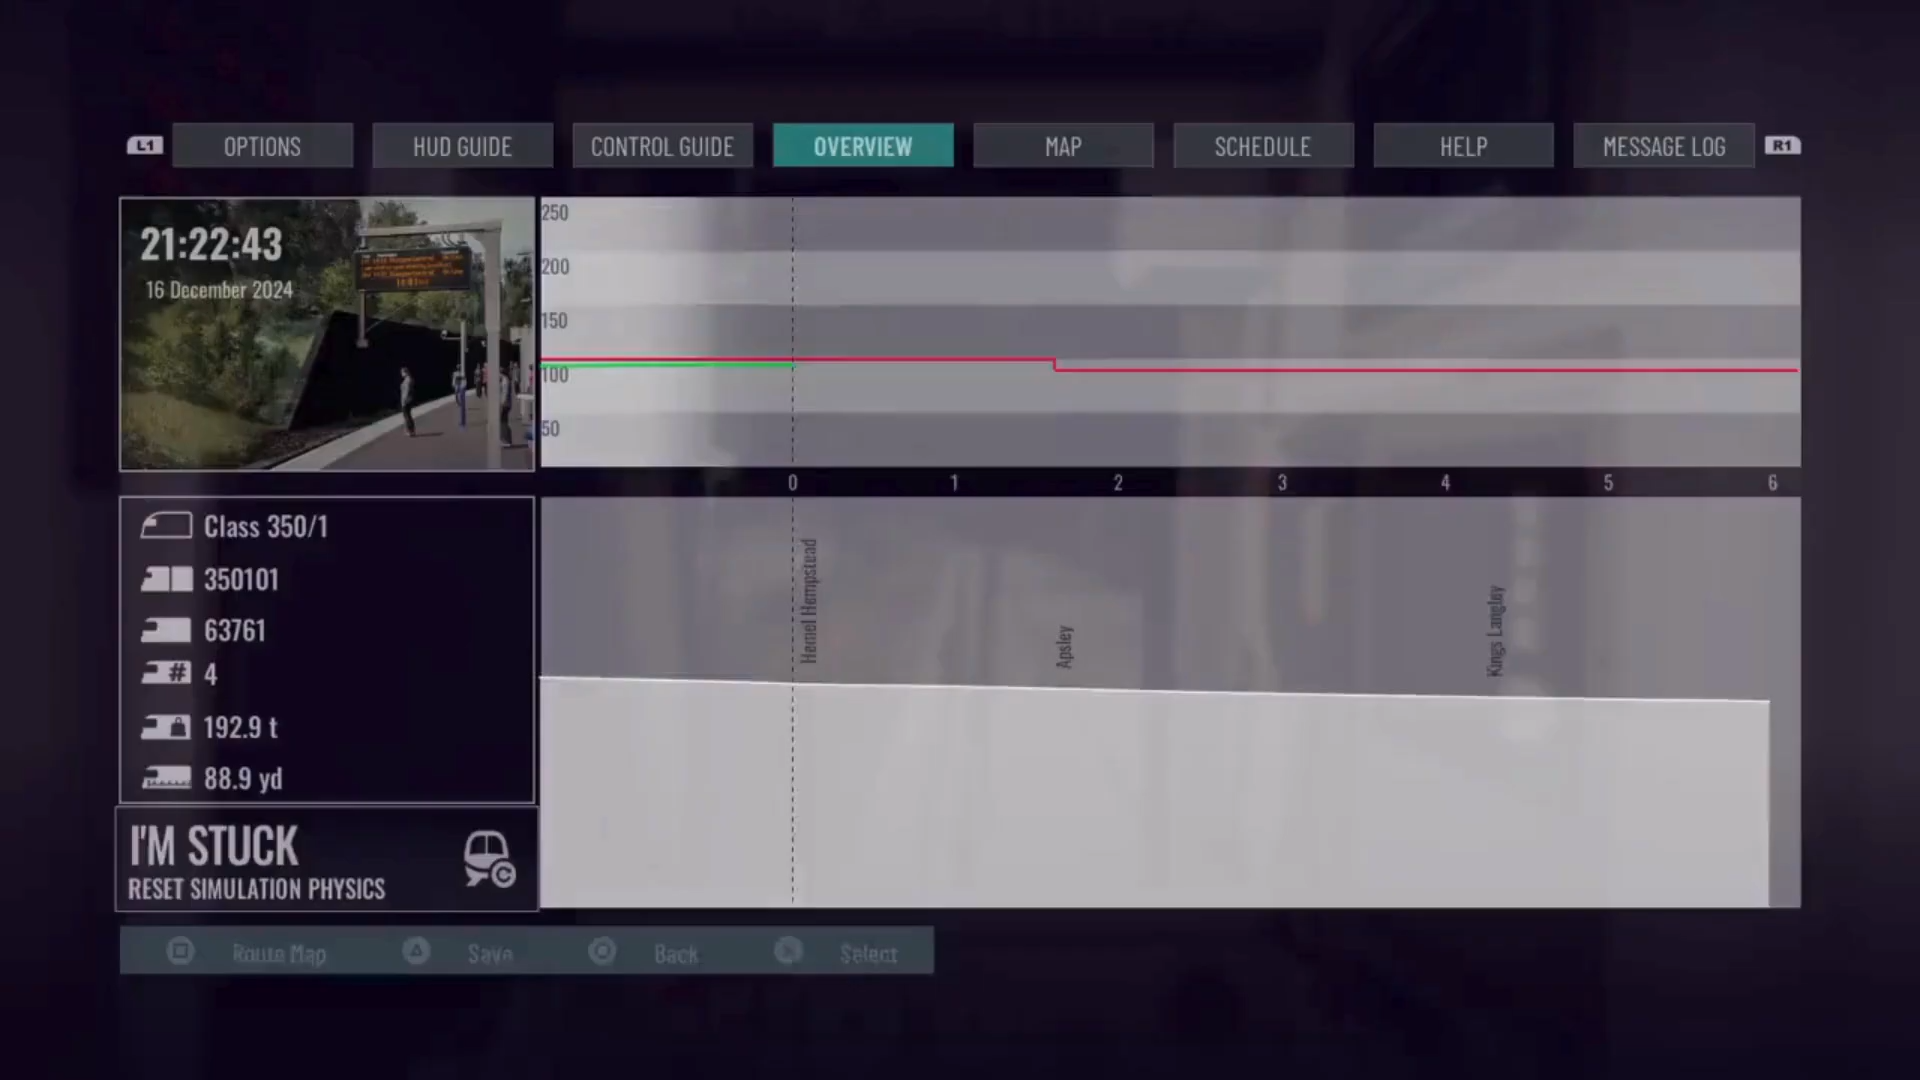 L1
OPTIONS
HUD GUIDE
CONTROL GUIDE
OVERVIEW
MAP
SCHEDULE
HELP
MESSAGE LOG
R1
21:22:43
16 December 2024
250
200
150
100
50
0 1 2 3 4 5 6
Class 350/1
350101
63761
# 4
192.9 t
88.9 yd
Hemel Hempstead
Apsley
Kings Langley
I'M STUCK
RESET SIMULATION PHYSICS
Route Map
Save
Back
Select